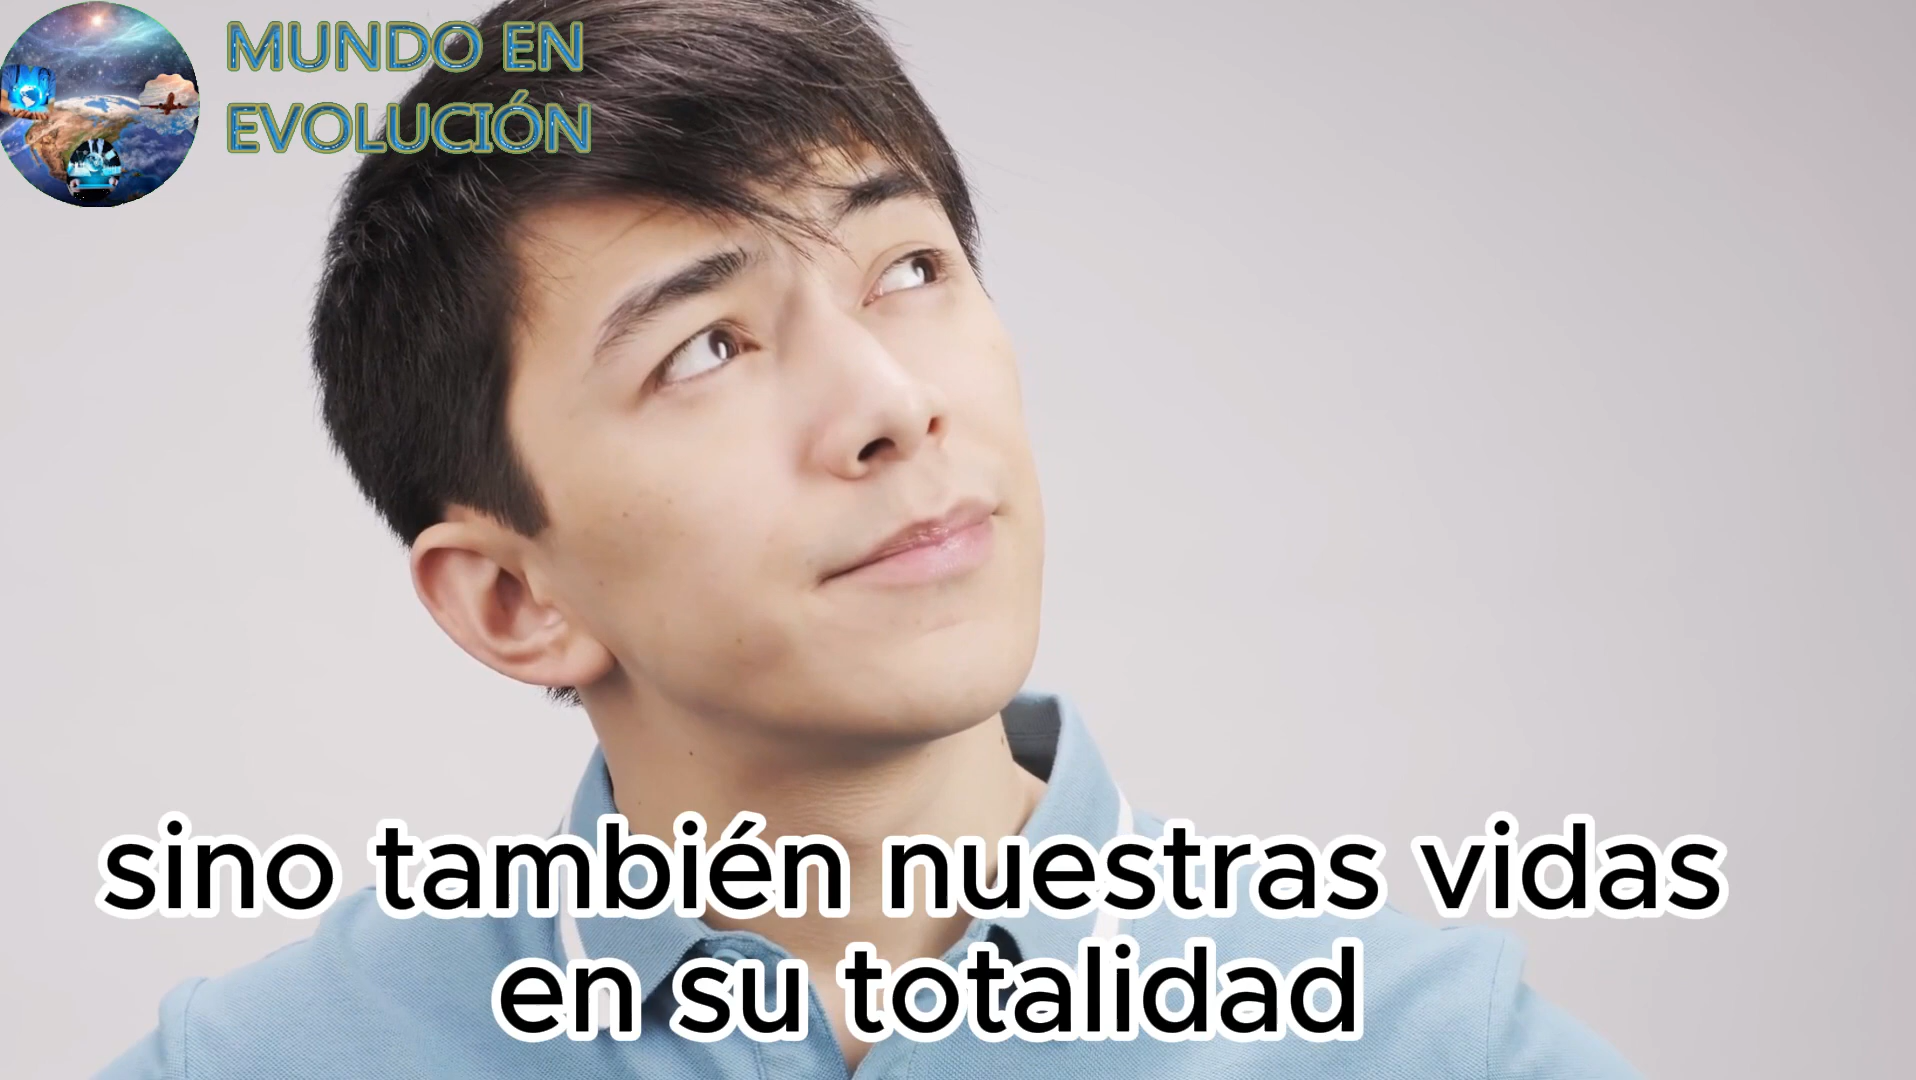 MUNDO EN
EVOLUCIÓN
sino también nuestras vidas
en su totalidad